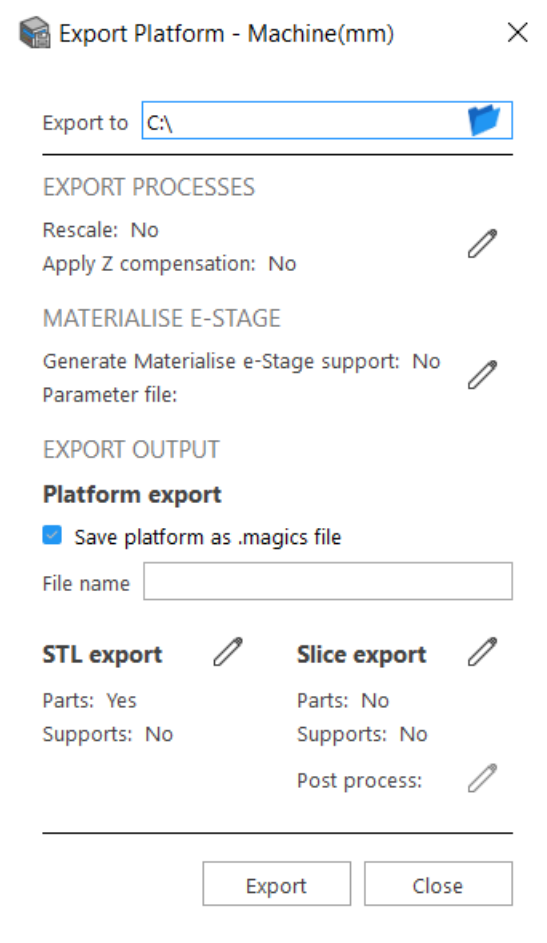 Export Platform - Machine(mm)
Export to C:\
EXPORT PROCESSES
Rescale: No
Apply Z compensation: No
MATERIALISE E-STAGE
Generate Materialise e-Stage support: No
Parameter file:
EXPORT OUTPUT
Platform export
Save platform as .magics file
File name
STL export Slice export
Parts: Yes Parts: No
Supports: No Supports: No
Post process:
Export Close